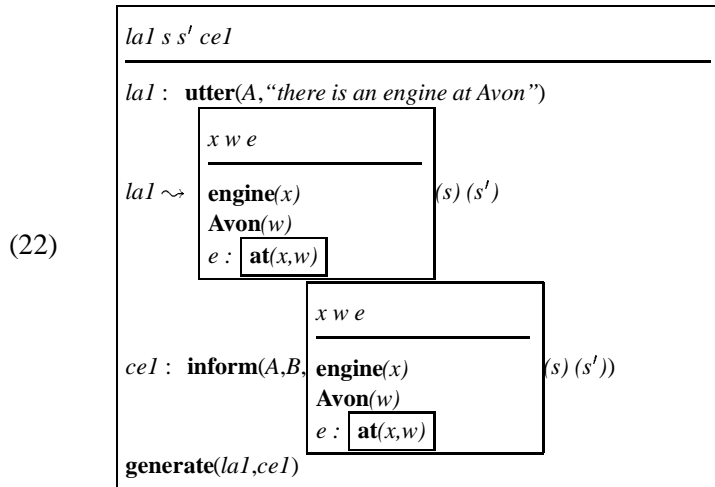 la1 s s′ ce1
la1 : utter(A,“there is an engine at Avon”)
x w e
la1 ⤳ engine(x) (s) (s′)
Avon(w)
e : at(x,w)
(22)
x w e
ce1 : inform(A,B, engine(x) (s) (s′))
Avon(w)
e : at(x,w)
generate(la1,ce1)